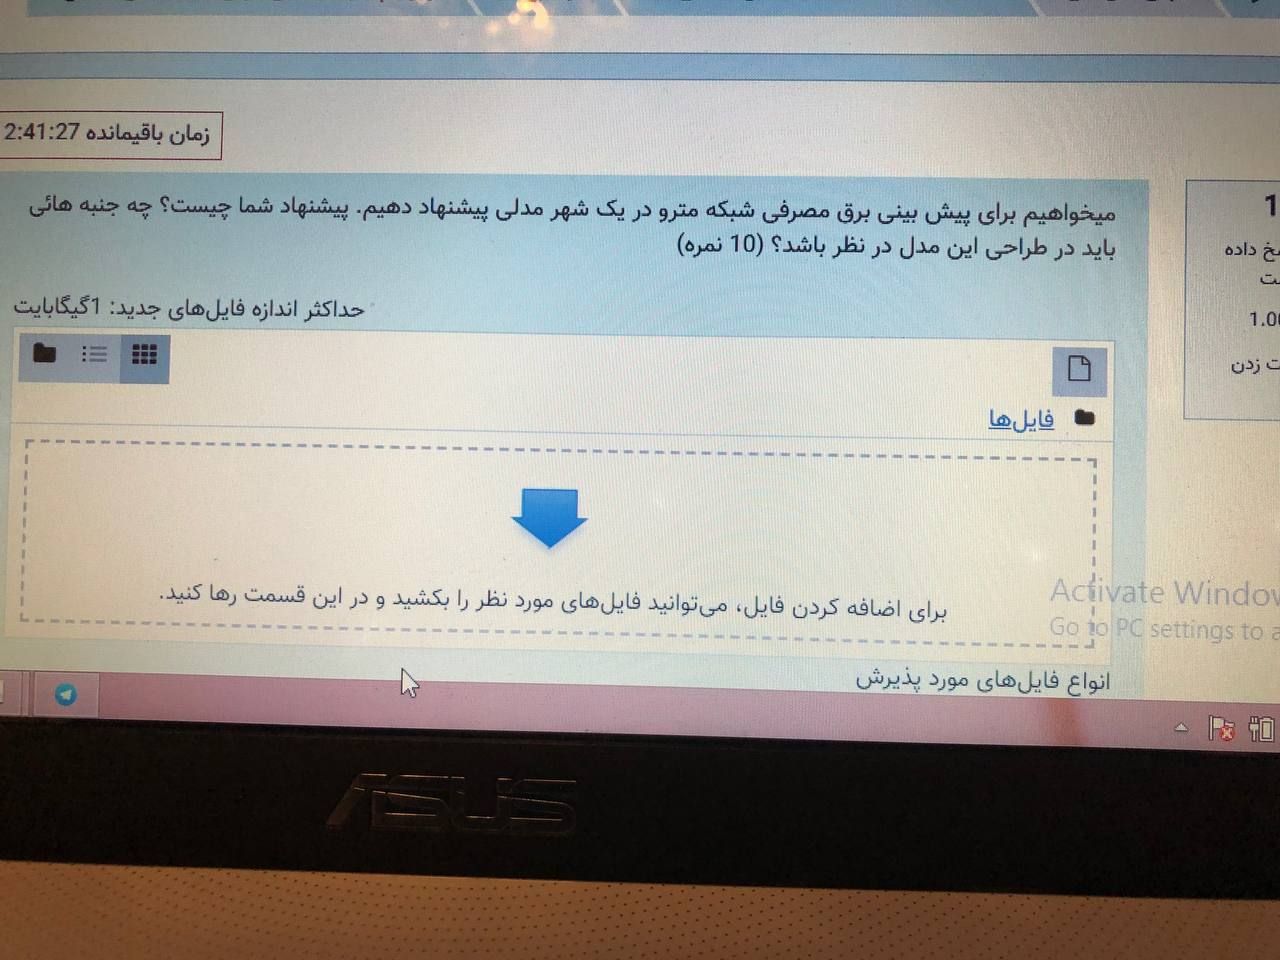 زمان باقیمانده 2:41:27
میخواهیم برای پیش بینی برق مصرفی شبکه مترو در یک شهر مدلی پیشنهاد دهیم. پیشنهاد شما چیست؟ چه جنبه هائی
باید در طراحی این مدل در نظر باشد؟ (10 نمره)
حداکثر اندازه فایل‌های جدید: 1گیگابایت
فایل‌ها
برای اضافه کردن فایل، می‌توانید فایل‌های مورد نظر را بکشید و در این قسمت رها کنید.
انواع فایل‌های مورد پذیرش
1
داده
1.00
زدن
Activate Window
Go to PC settings to a
ASUS